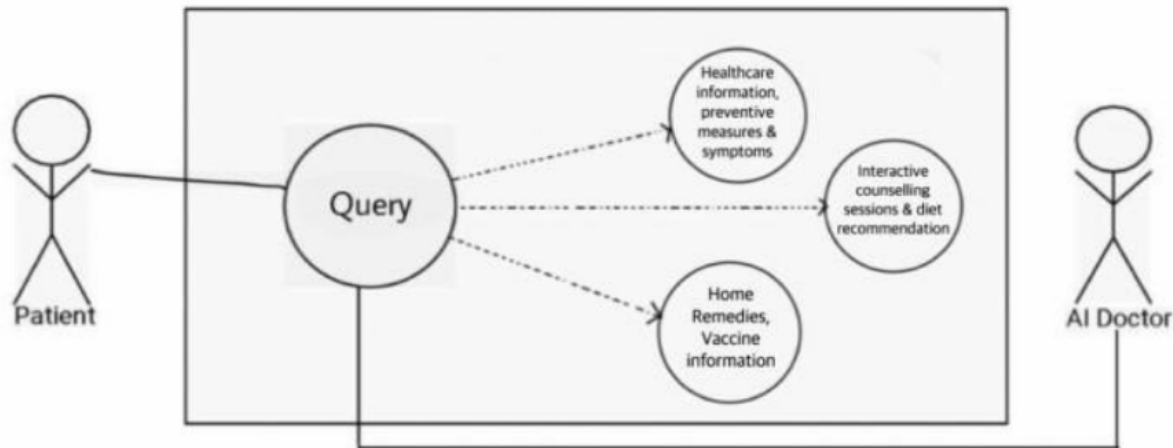 Healthcare
information,
preventive
measures &
symptoms
Query
Interactive
counselling
sessions & diet
recommendation
Home
Remedies,
Vaccine
information
Patient
AI Doctor